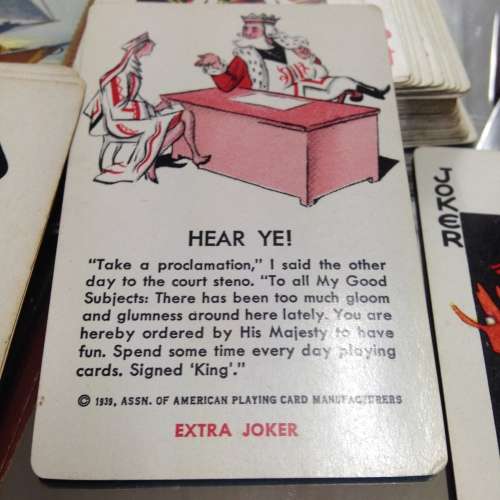 HEAR YE!
"Take a proclamation," I said the other
day to the court steno. "To all My Good
Subjects: There has been too much gloom
and glumness around here lately. You are
hereby ordered by His Majesty to have
fun. Spend some time every day playing
cards. Signed 'King'."
© 1939, ASSN. OF AMERICAN PLAYING CARD MANUFACTURERS
EXTRA JOKER
JOKER